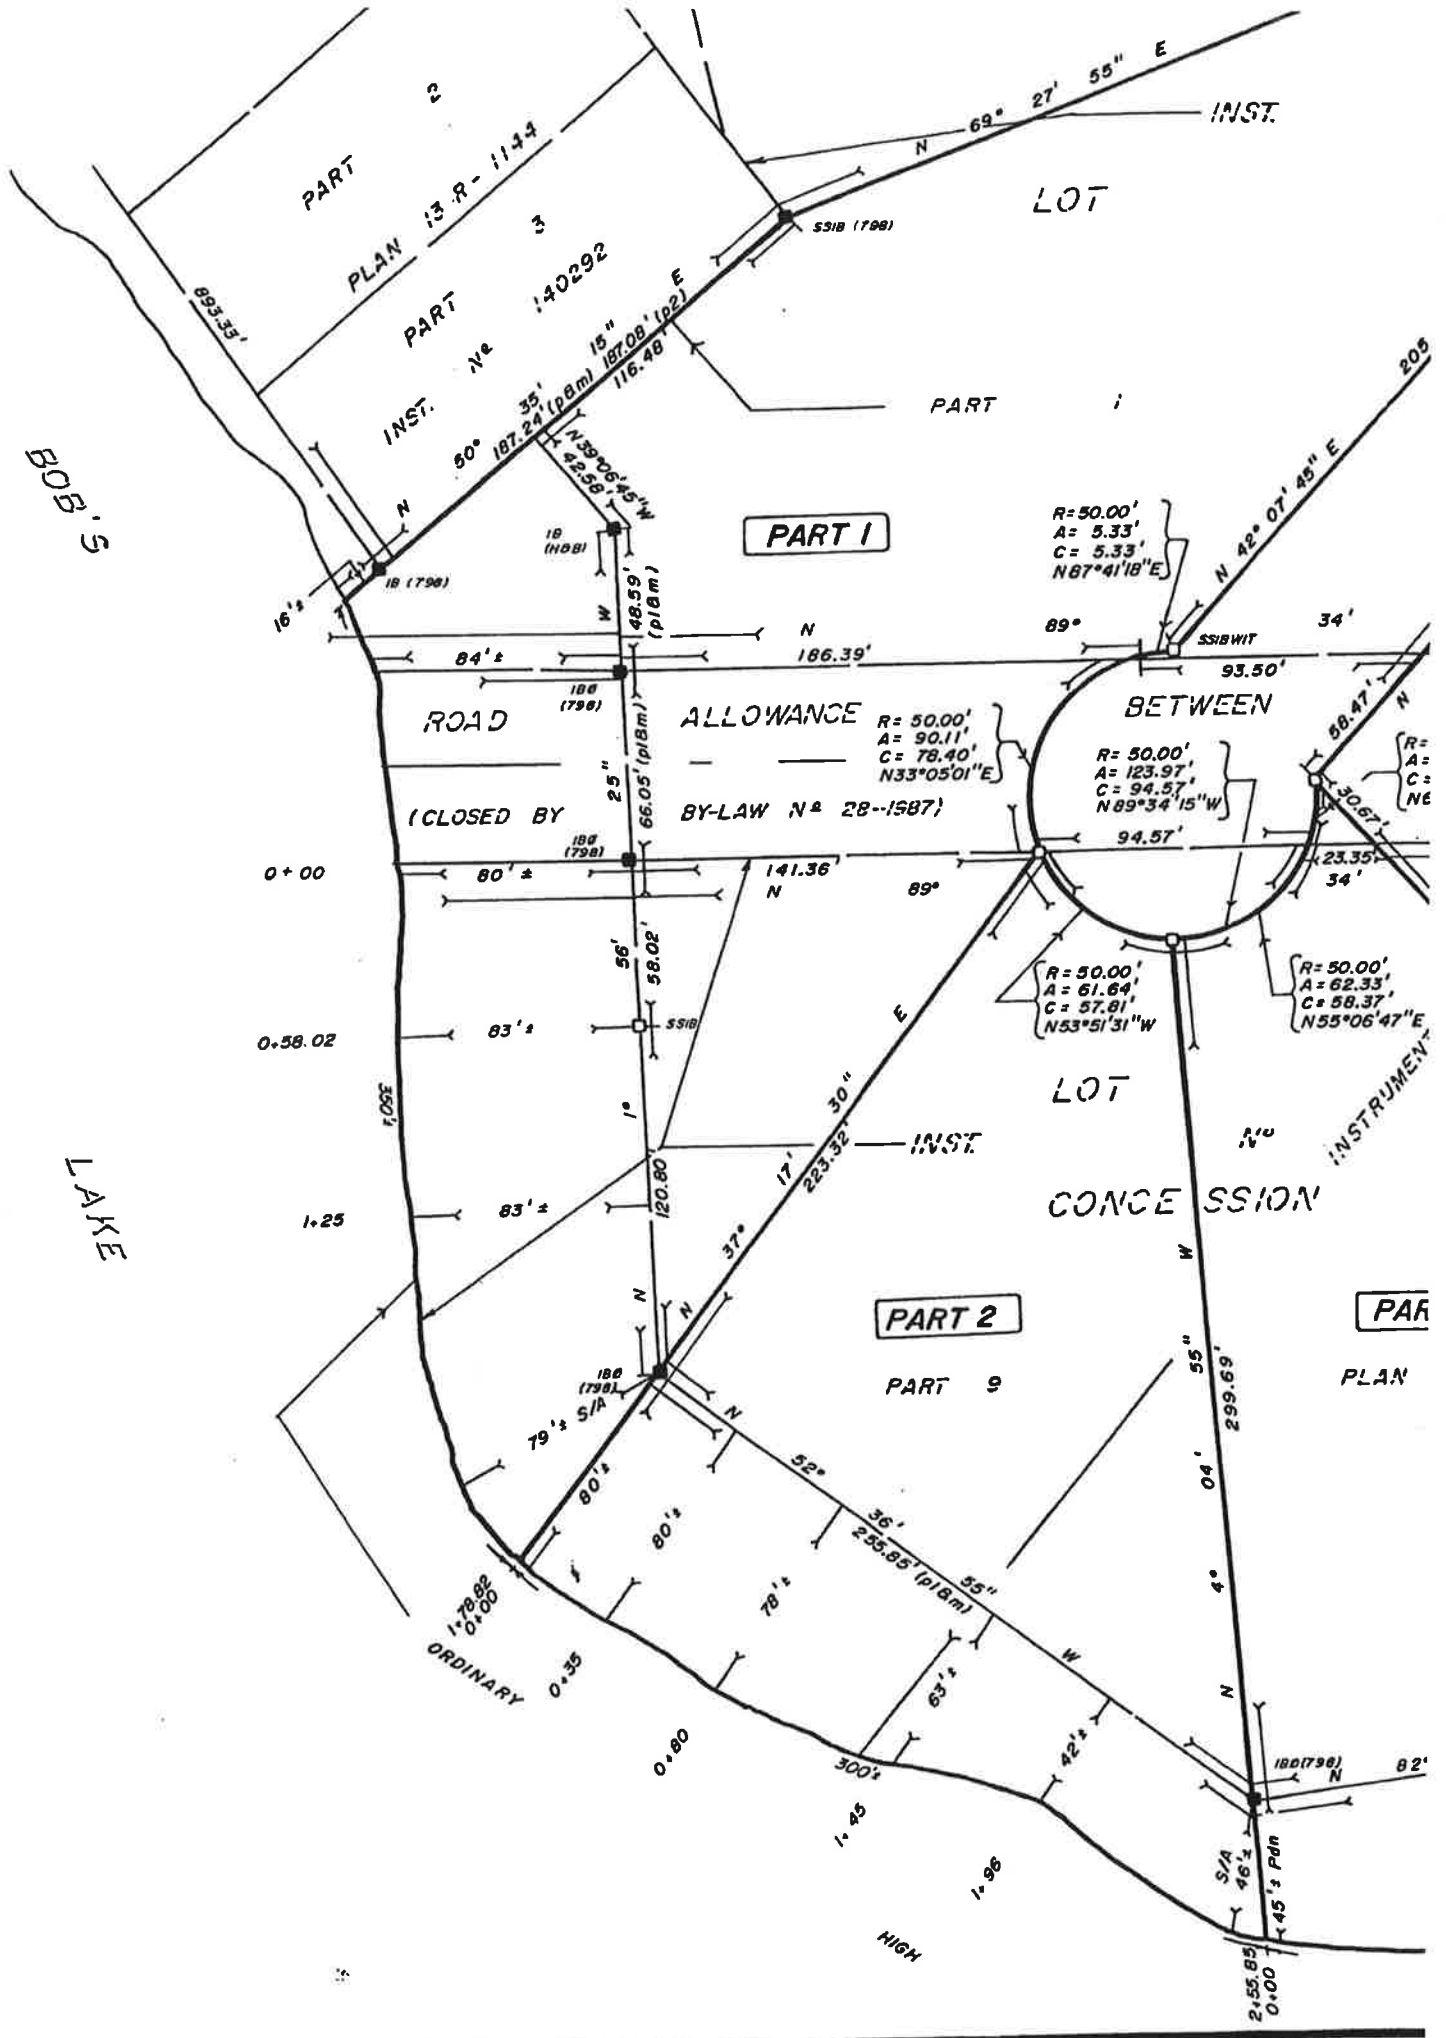 N 69° 27' 55" E
INST.
PART 2
PLAN 13 R - 1144
LOT
SSIB (798)
PART 3
INST. Nº 140292
893.33'
N 50° 35' 15" E
187.24' (pl&m) 187.08' (p2)
116.48'
PART 1
205
N 42° 07' 45" E
N39°06'45"W
42.58'
BOB'S
IB
PART 1
R= 50.00'
A= 5.33'
C= 5.33'
N87°41'18"E
IB (798)
16'±
48.59'
(pl&m)
W
N
89°
SSIBWIT
34'
84'±
186.39'
93.50'
58.47'
N
IBØ
(798)
ROAD
ALLOWANCE
BETWEEN
R= 50.00'
A= 90.11'
C= 78.40'
N33°05'01"E
R= 50.00'
A= 123.97'
C= 94.57'
N89°34'15"W
R=
A=
C=
N6
25"
66.05' (pl&m)
30.67'
(CLOSED BY
BY-LAW Nº 28--1987)
IBØ
(798)
94.57'
0+00
80'±
141.36'
N
89°
23.35'
34'
56'
58.02'
R= 50.00'
A= 61.64'
C= 57.81'
N53°51'31"W
R= 50.00'
A= 62.33'
C= 58.37'
N55°06'47"E
SSIB
83'±
0+58.02
E
350'±
LOT
Nº
INSTRUMENT
1°
30"
INST.
17'
223.32'
LAKE
120.80'
CONCESSION
1+25
83'±
37°
W
N
N
PART 2
PAR
PART 9
PLAN
IBØ
(798)
S/A
79'±
N
55"
299.69'
52°
80'±
80'±
36'
255.85' (pl&m)
04'
78'±
55"
4°
1+78.82
0+00
ORDINARY
0+35
W
63'±
N
0+80
42'±
300'±
IBØ(798)
N
82°
1+45
1+96
S/A
46'±
45'± Pdn
HIGH
2+55.85
0+00